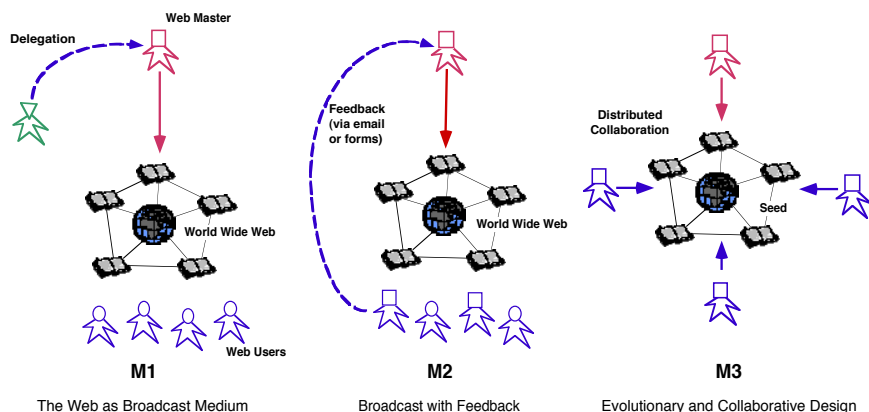 Web Master
Delegation
World Wide Web
Web Users
M1
The Web as Broadcast Medium
Feedback
(via email
or forms)
World Wide Web
M2
Broadcast with Feedback
Distributed
Collaboration
Seed
M3
Evolutionary and Collaborative Design